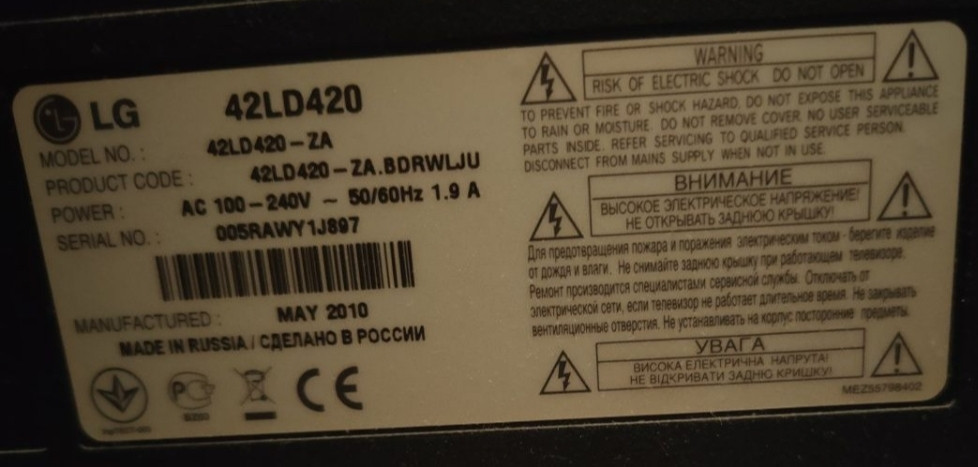 LG 42LD420
MODEL NO. : 42LD420-ZA
PRODUCT CODE : 42LD420-ZA.BDRWLJU
POWER : AC 100-240V ~ 50/60Hz 1.9 A
SERIAL NO. : 005RAWY1J897
MANUFACTURED : MAY 2010
MADE IN RUSSIA / СДЕЛАНО В РОССИИ
CE
WARNING
RISK OF ELECTRIC SHOCK DO NOT OPEN
TO PREVENT FIRE OR SHOCK HAZARD, DO NOT EXPOSE THIS APPLIANCE
TO RAIN OR MOISTURE. DO NOT REMOVE COVER. NO USER SERVICEABLE
PARTS INSIDE. REFER SERVICING TO QUALIFIED SERVICE PERSON.
DISCONNECT FROM MAINS SUPPLY WHEN NOT IN USE.
ВНИМАНИЕ
ВЫСОКОЕ ЭЛЕКТРИЧЕСКОЕ НАПРЯЖЕНИЕ!
НЕ ОТКРЫВАТЬ ЗАДНЮЮ КРЫШКУ!
Для предотвращения пожара и поражения электрическим током - берегите изделие
от дождя и влаги. Не снимайте заднюю крышку при работающем телевизоре.
Ремонт производится специалистами сервисной службы. Отключать от
электрической сети, если телевизор не работает длительное время. Не закрывать
вентиляционные отверстия. Не устанавливать на корпус посторонние предметы.
УВАГА
ВИСОКА ЕЛЕКТРИЧНА НАПРУГА!
НЕ ВІДКРИВАТИ ЗАДНЮ КРИШКУ!
MEZ55798402